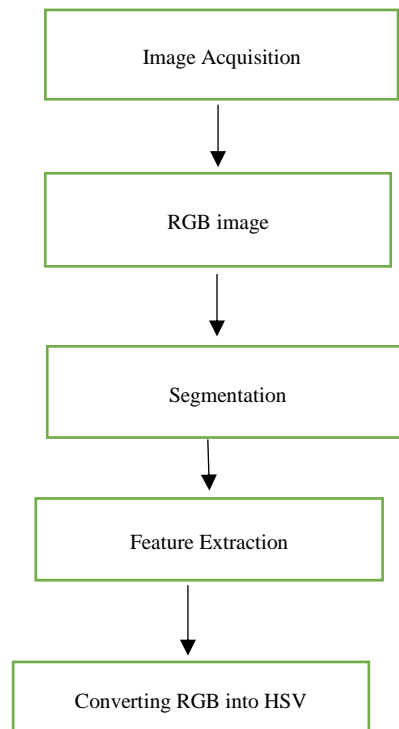 Image Acquisition
RGB image
Segmentation
Feature Extraction
Converting RGB into HSV